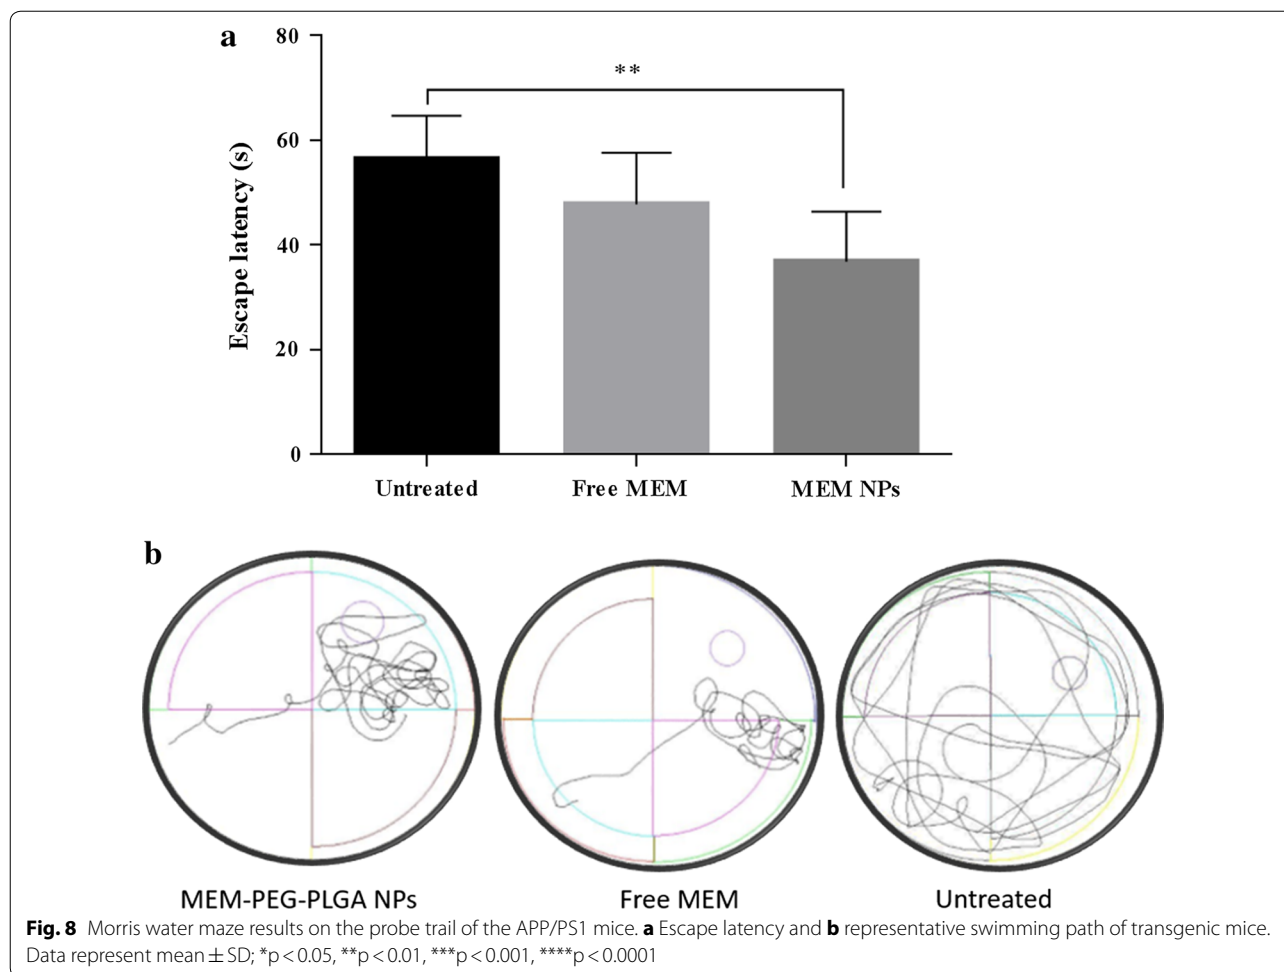 a
80
**
60
40
20
0
Escape latency (s)
Untreated Free MEM MEM NPs
b
MEM-PEG-PLGA NPs Free MEM Untreated
Fig. 8 Morris water maze results on the probe trail of the APP/PS1 mice. a Escape latency and b representative swimming path of transgenic mice.
Data represent mean ± SD; *p < 0.05, **p < 0.01, ***p < 0.001, ****p < 0.0001